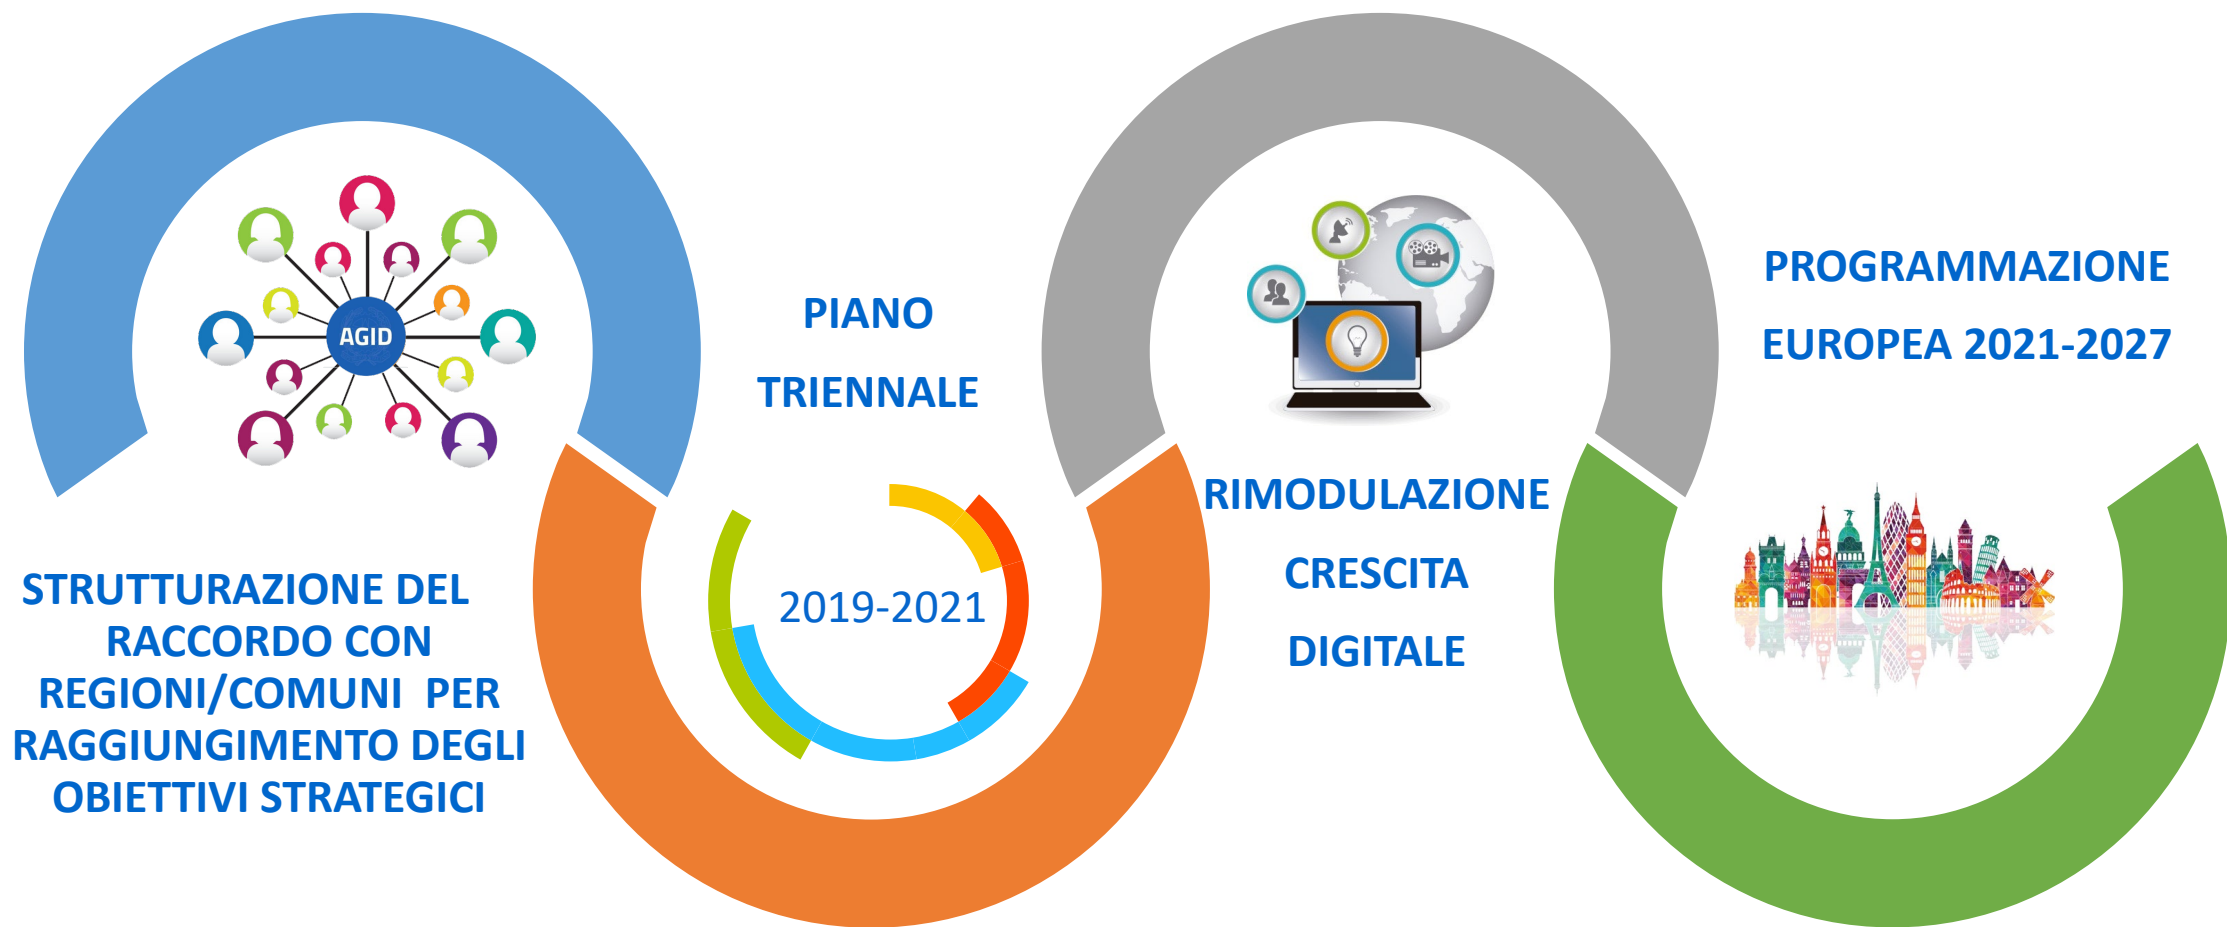 AGID
STRUTTURAZIONE DEL
RACCORDO CON
REGIONI/COMUNI PER
RAGGIUNGIMENTO DEGLI
OBIETTIVI STRATEGICI
PIANO
TRIENNALE
2019-2021
RIMODULAZIONE
CRESCITA
DIGITALE
PROGRAMMAZIONE
EUROPEA 2021-2027